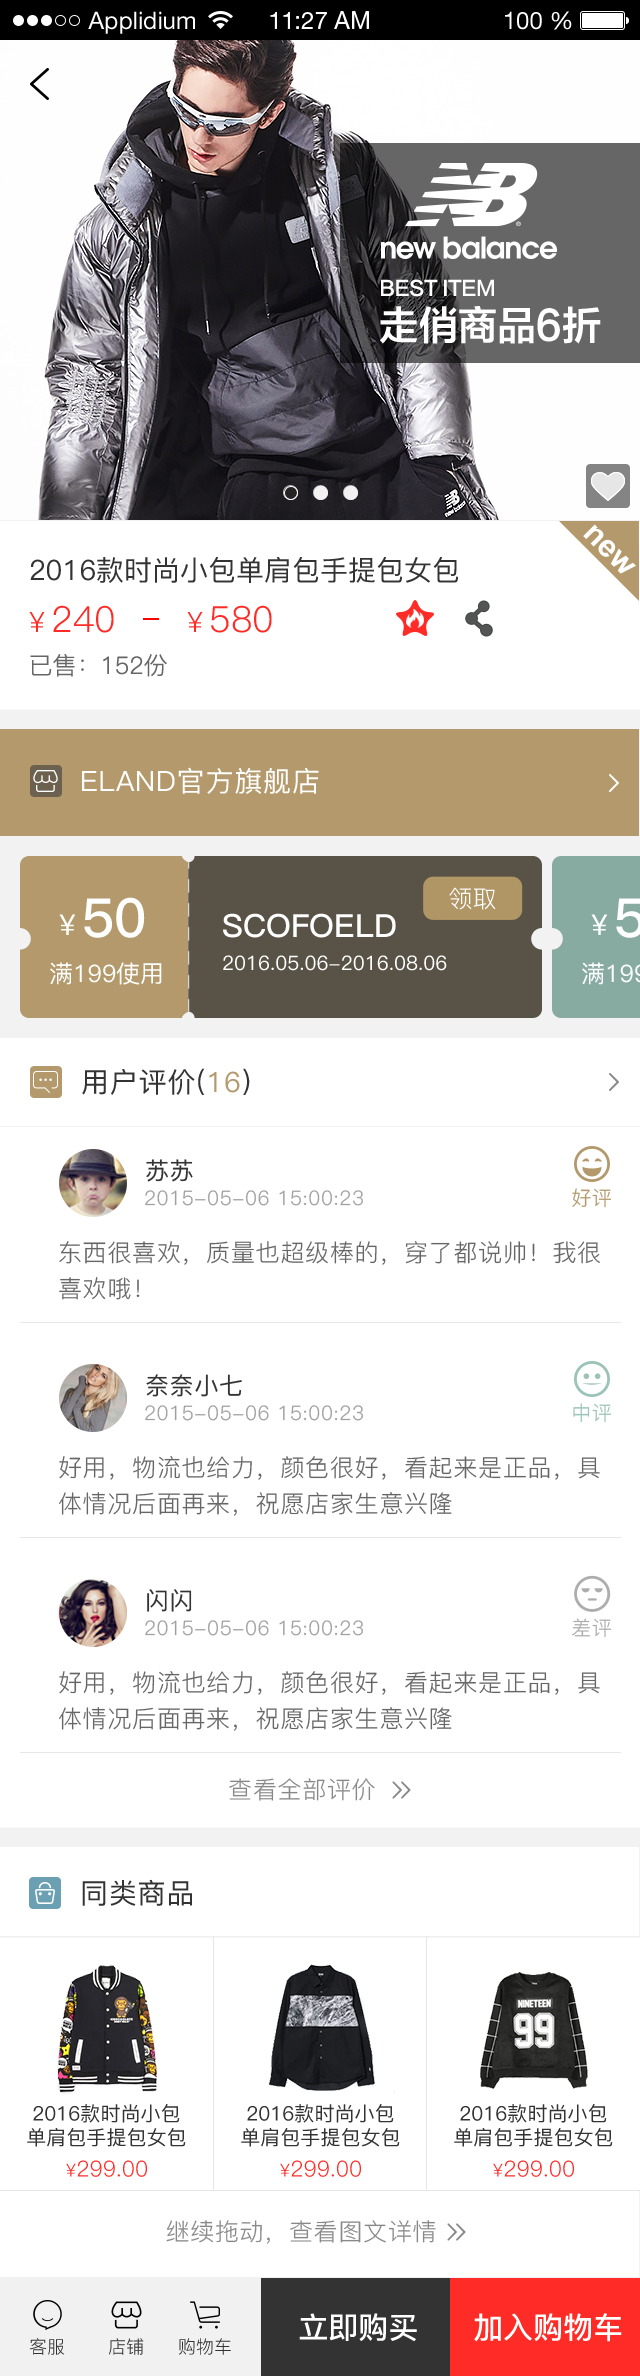 Applidium 11:27 AM 100 %
NB
new balance
BEST ITEM
走俏商品6折
new balance
new
2016款时尚小包单肩包手提包女包
¥ 240 - ¥ 580
已售：152份
ELAND官方旗舰店
¥ 50
满199使用
SCOFOELD
领取
2016.05.06-2016.08.06
¥ 5
满199
用户评价(16)
苏苏
2015-05-06 15:00:23
好评
东西很喜欢，质量也超级棒的，穿了都说帅！我很
喜欢哦！
奈奈小七
2015-05-06 15:00:23
中评
好用，物流也给力，颜色很好，看起来是正品，具
体情况后面再来，祝愿店家生意兴隆
闪闪
2015-05-06 15:00:23
差评
好用，物流也给力，颜色很好，看起来是正品，具
体情况后面再来，祝愿店家生意兴隆
查看全部评价 >>
同类商品
NINETEEN
99
2016款时尚小包
单肩包手提包女包
¥299.00
2016款时尚小包
单肩包手提包女包
¥299.00
2016款时尚小包
单肩包手提包女包
¥299.00
继续拖动，查看图文详情 >>
客服
店铺
购物车
立即购买
加入购物车